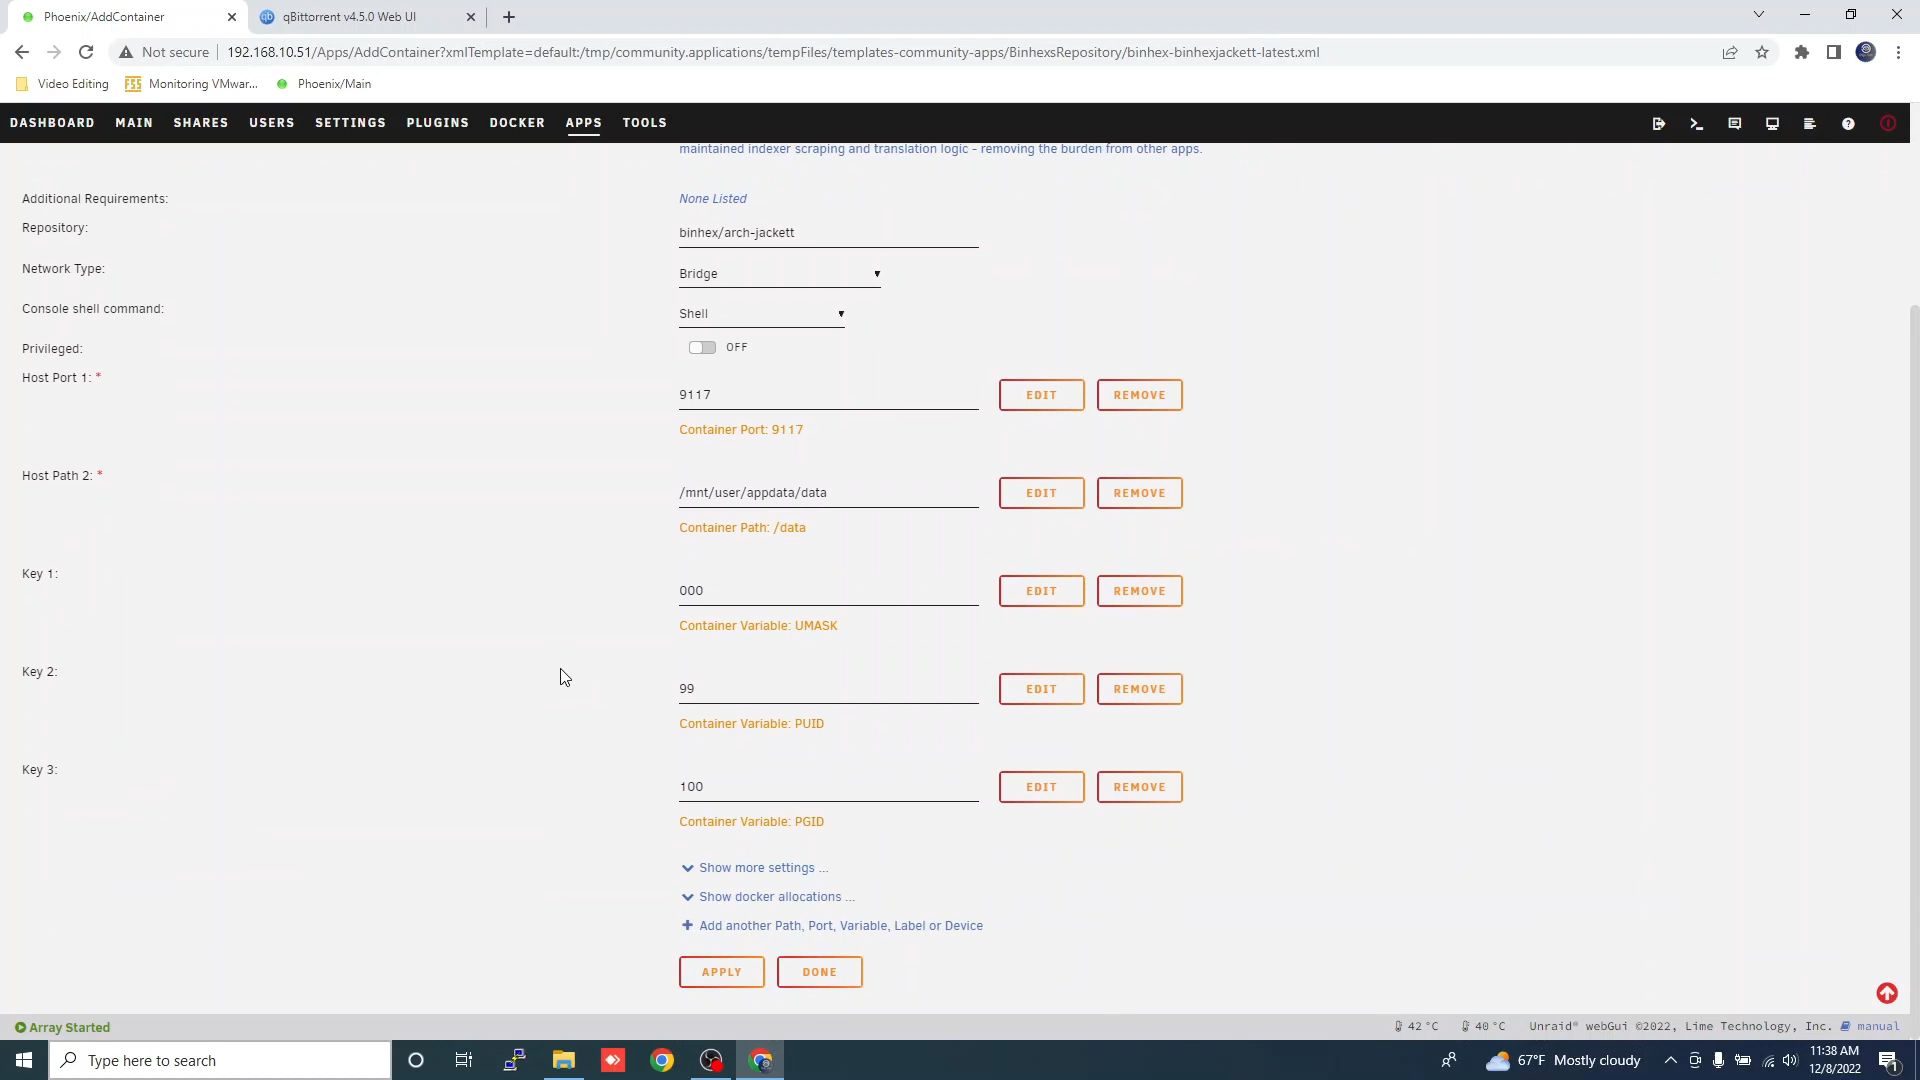 Phoenix/AddContainer
qBittorrent v4.5.0 Web UI
Not secure
192.168.10.51/Apps/AddContainer?xmlTemplate=default:/tmp/community.applications/tempFiles/templates-community-apps/BinhexsRepository/binhex-binhexjackett-latest.xml
Video Editing
Monitoring VMwar...
Phoenix/Main
DASHBOARD MAIN SHARES USERS SETTINGS PLUGINS DOCKER APPS TOOLS
maintained indexer scraping and translation logic - removing the burden from other apps.
Additional Requirements:
None Listed
Repository:
binhex/arch-jackett
Network Type:
Bridge
Console shell command:
Shell
Privileged:
OFF
Host Port 1: *
9117
EDIT REMOVE
Container Port: 9117
Host Path 2: *
/mnt/user/appdata/data
EDIT REMOVE
Container Path: /data
Key 1:
000
EDIT REMOVE
Container Variable: UMASK
Key 2:
99
EDIT REMOVE
Container Variable: PUID
Key 3:
100
EDIT REMOVE
Container Variable: PGID
Show more settings ...
Show docker allocations ...
Add another Path, Port, Variable, Label or Device
APPLY DONE
Array Started
42 °C 40 °C Unraid® webGui ©2022, Lime Technology, Inc. manual
Type here to search
67°F Mostly cloudy
11:38 AM
12/8/2022
1